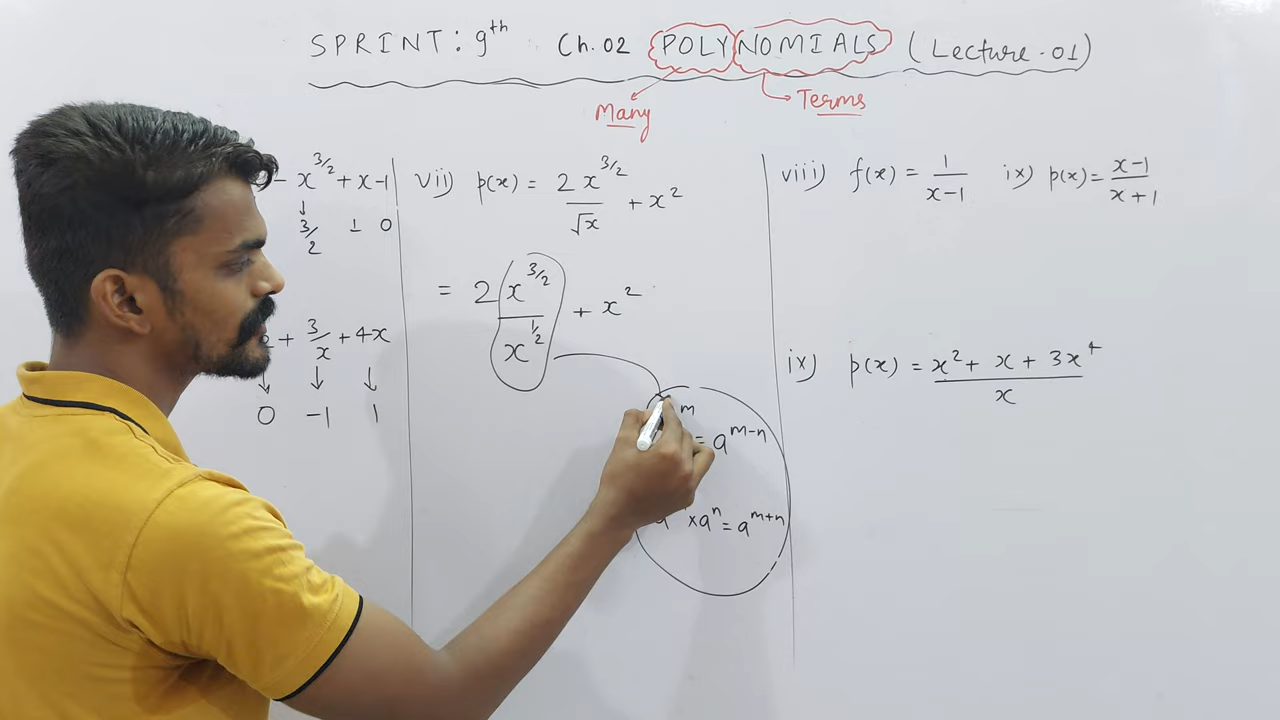 SPRINT: 9th Ch. 02 POLYNOMIALS (Lecture - 01)
Many Terms
- x^3/2 + x - 1
↓
3/2 1 0
+ 3/x + 4x
↓ ↓ ↓
0 -1 1
vii) p(x) = 2x^3/2 / √x + x^2
= 2 x^3/2 / x^1/2 + x^2
m
= a^m-n
a × a^n = a^m+n
viii) f(x) = 1 / x-1 ix) p(x) = x-1 / x+1
ix) p(x) = x^2 + x + 3x^4 / x